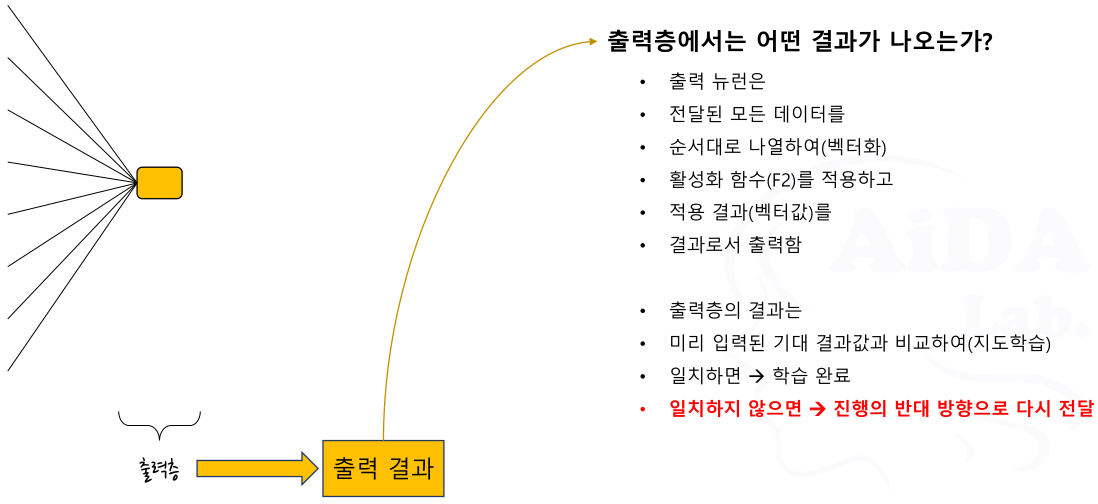 출력층에서는 어떤 결과가 나오는가?
• 출력 뉴런은
• 전달된 모든 데이터를
• 순서대로 나열하여(벡터화)
• 활성화 함수(F2)를 적용하고
• 적용 결과(벡터값)를
• 결과로서 출력함
• 출력층의 결과는
• 미리 입력된 기대 결과값과 비교하여(지도학습)
• 일치하면 → 학습 완료
• 일치하지 않으면 → 진행의 반대 방향으로 다시 전달
출력층
출력 결과
AiDA
Lab.